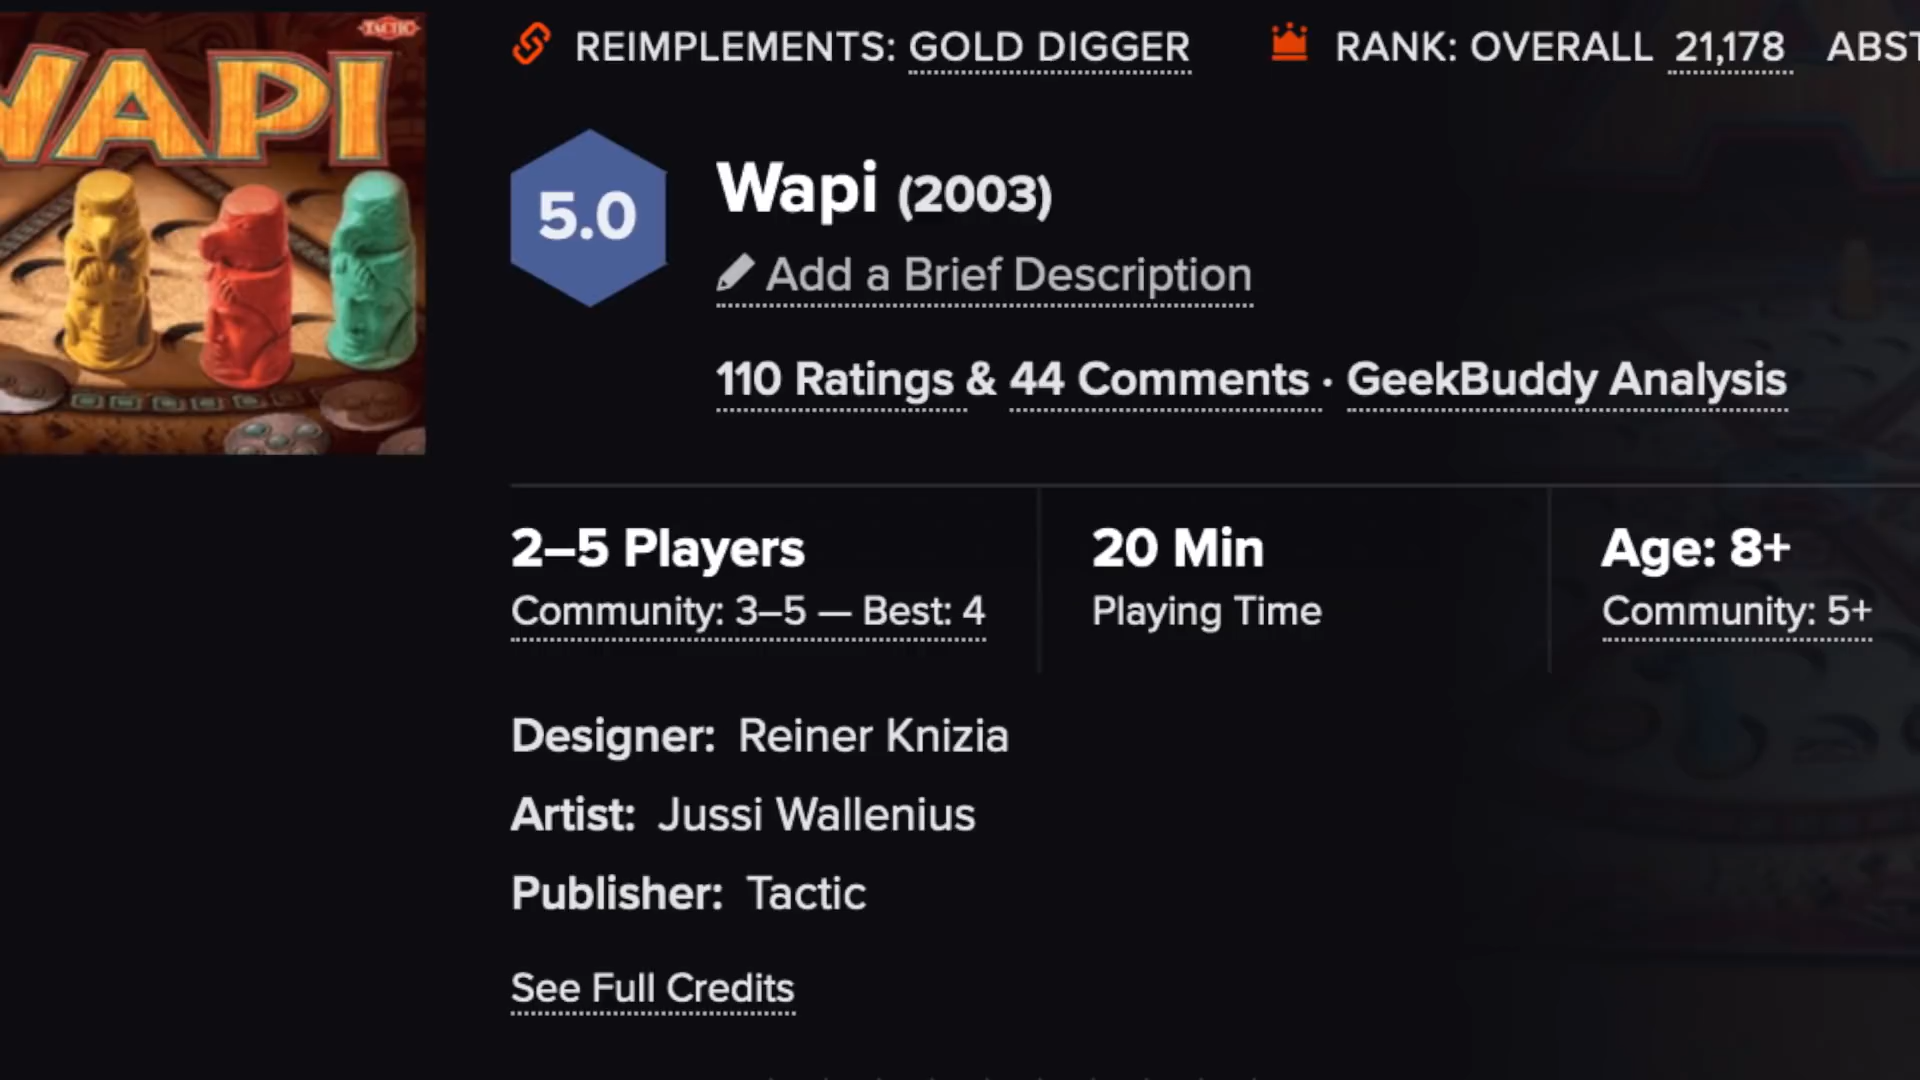 TACTIC
WAPI
REIMPLEMENTS: GOLD DIGGER
RANK: OVERALL 21,178 ABST
5.0
Wapi (2003)
Add a Brief Description
110 Ratings & 44 Comments · GeekBuddy Analysis
2–5 Players
Community: 3–5 — Best: 4
20 Min
Playing Time
Age: 8+
Community: 5+
Designer: Reiner Knizia
Artist: Jussi Wallenius
Publisher: Tactic
See Full Credits